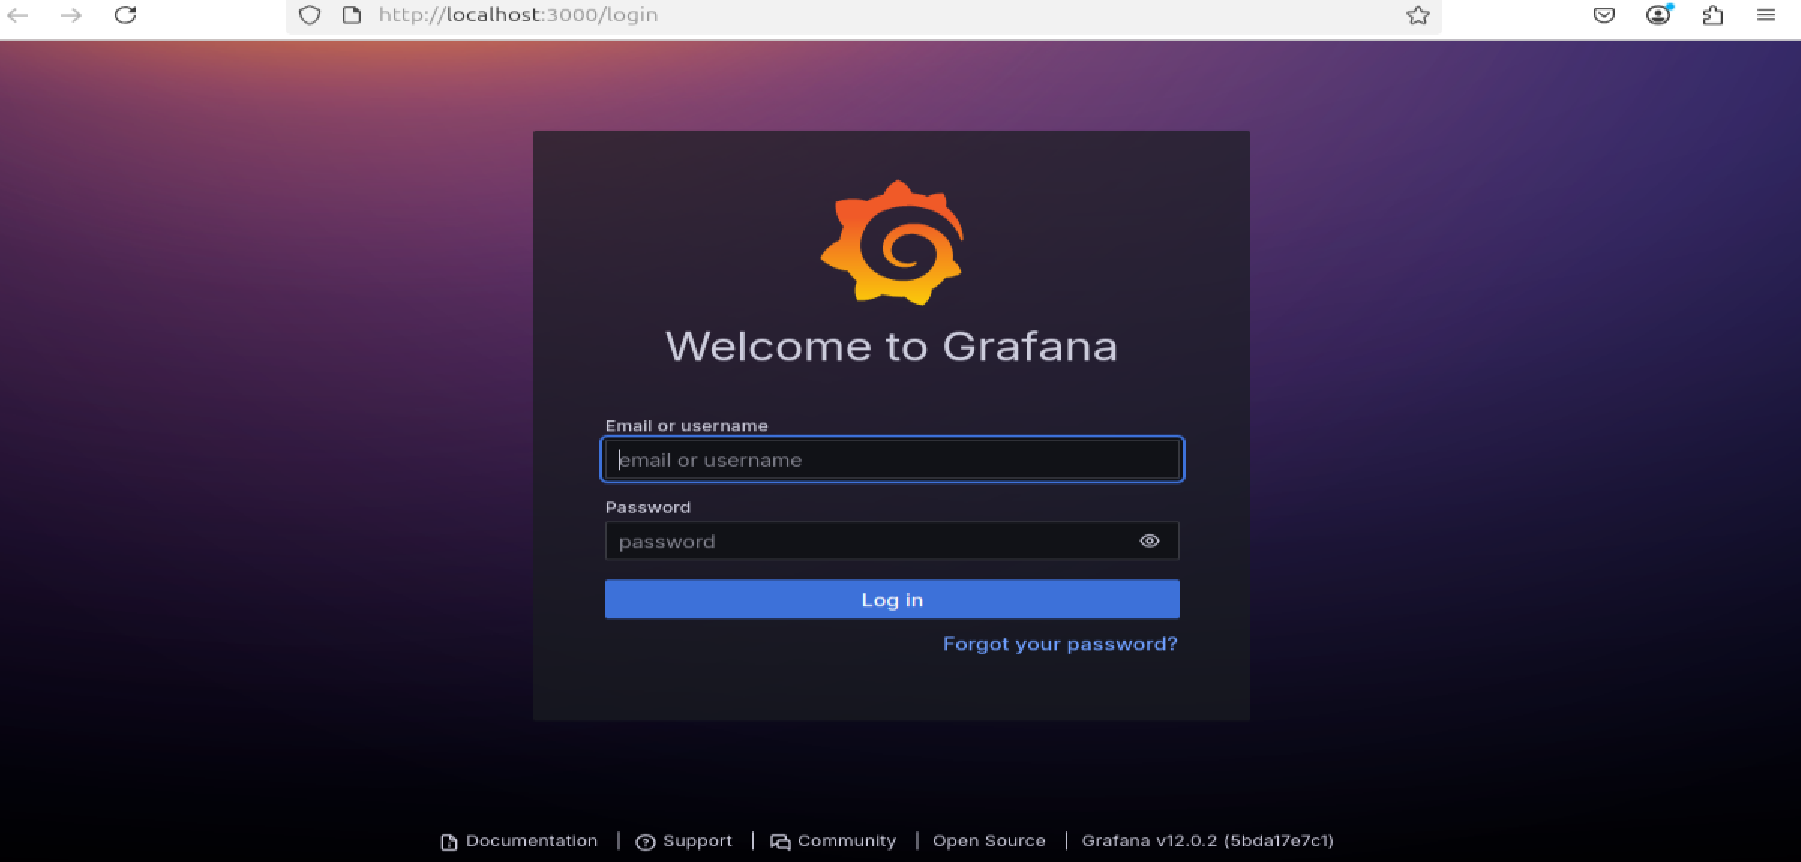 http://localhost:3000/login
Welcome to Grafana
Email or username
email or username
Password
password
Log in
Forgot your password?
Documentation | Support | Community | Open Source | Grafana v12.0.2 (5bda17e7c1)